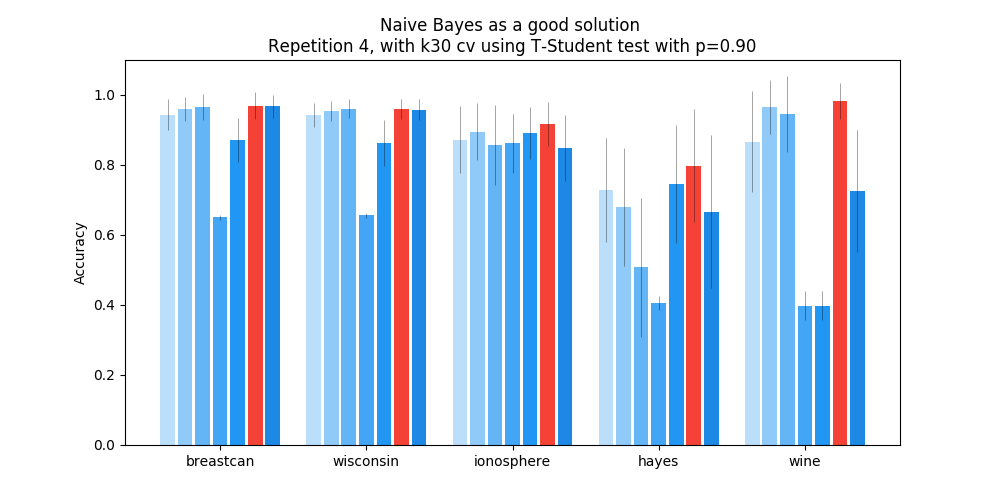 Naive Bayes as a good solution
Repetition 4, with k30 cv using T-Student test with p=0.90
1.0
0.8
0.6
0.4
0.2
0.0
Accuracy
breastcan wisconsin ionosphere hayes wine